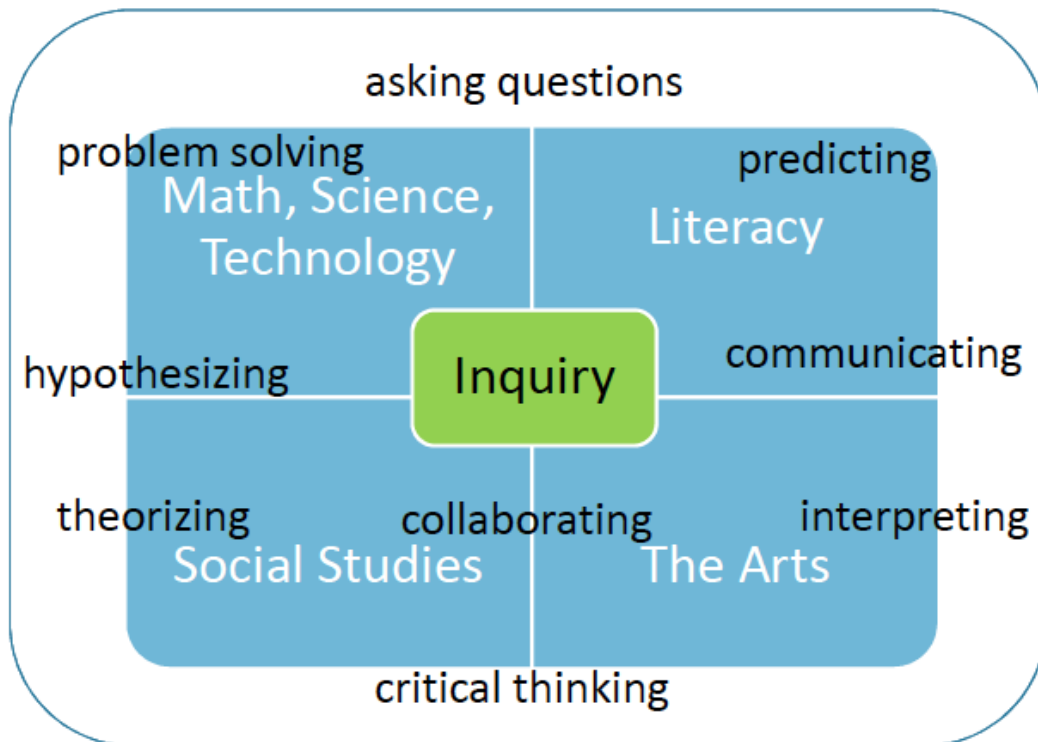 asking questions
problem solving
predicting
Math, Science,
Technology
Literacy
hypothesizing
Inquiry
communicating
theorizing
collaborating
interpreting
Social Studies
The Arts
critical thinking